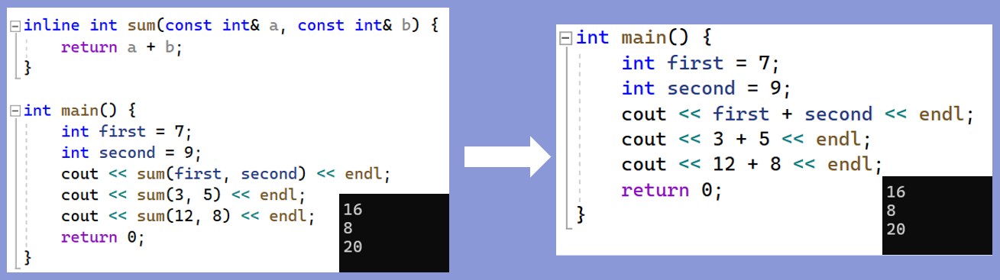 inline int sum(const int& a, const int& b) {
return a + b;
}
int main() {
int first = 7;
int second = 9;
cout << sum(first, second) << endl;
cout << sum(3, 5) << endl;
cout << sum(12, 8) << endl;
return 0;
}
16
8
20
int main() {
int first = 7;
int second = 9;
cout << first + second << endl;
cout << 3 + 5 << endl;
cout << 12 + 8 << endl;
return 0;
}
16
8
20